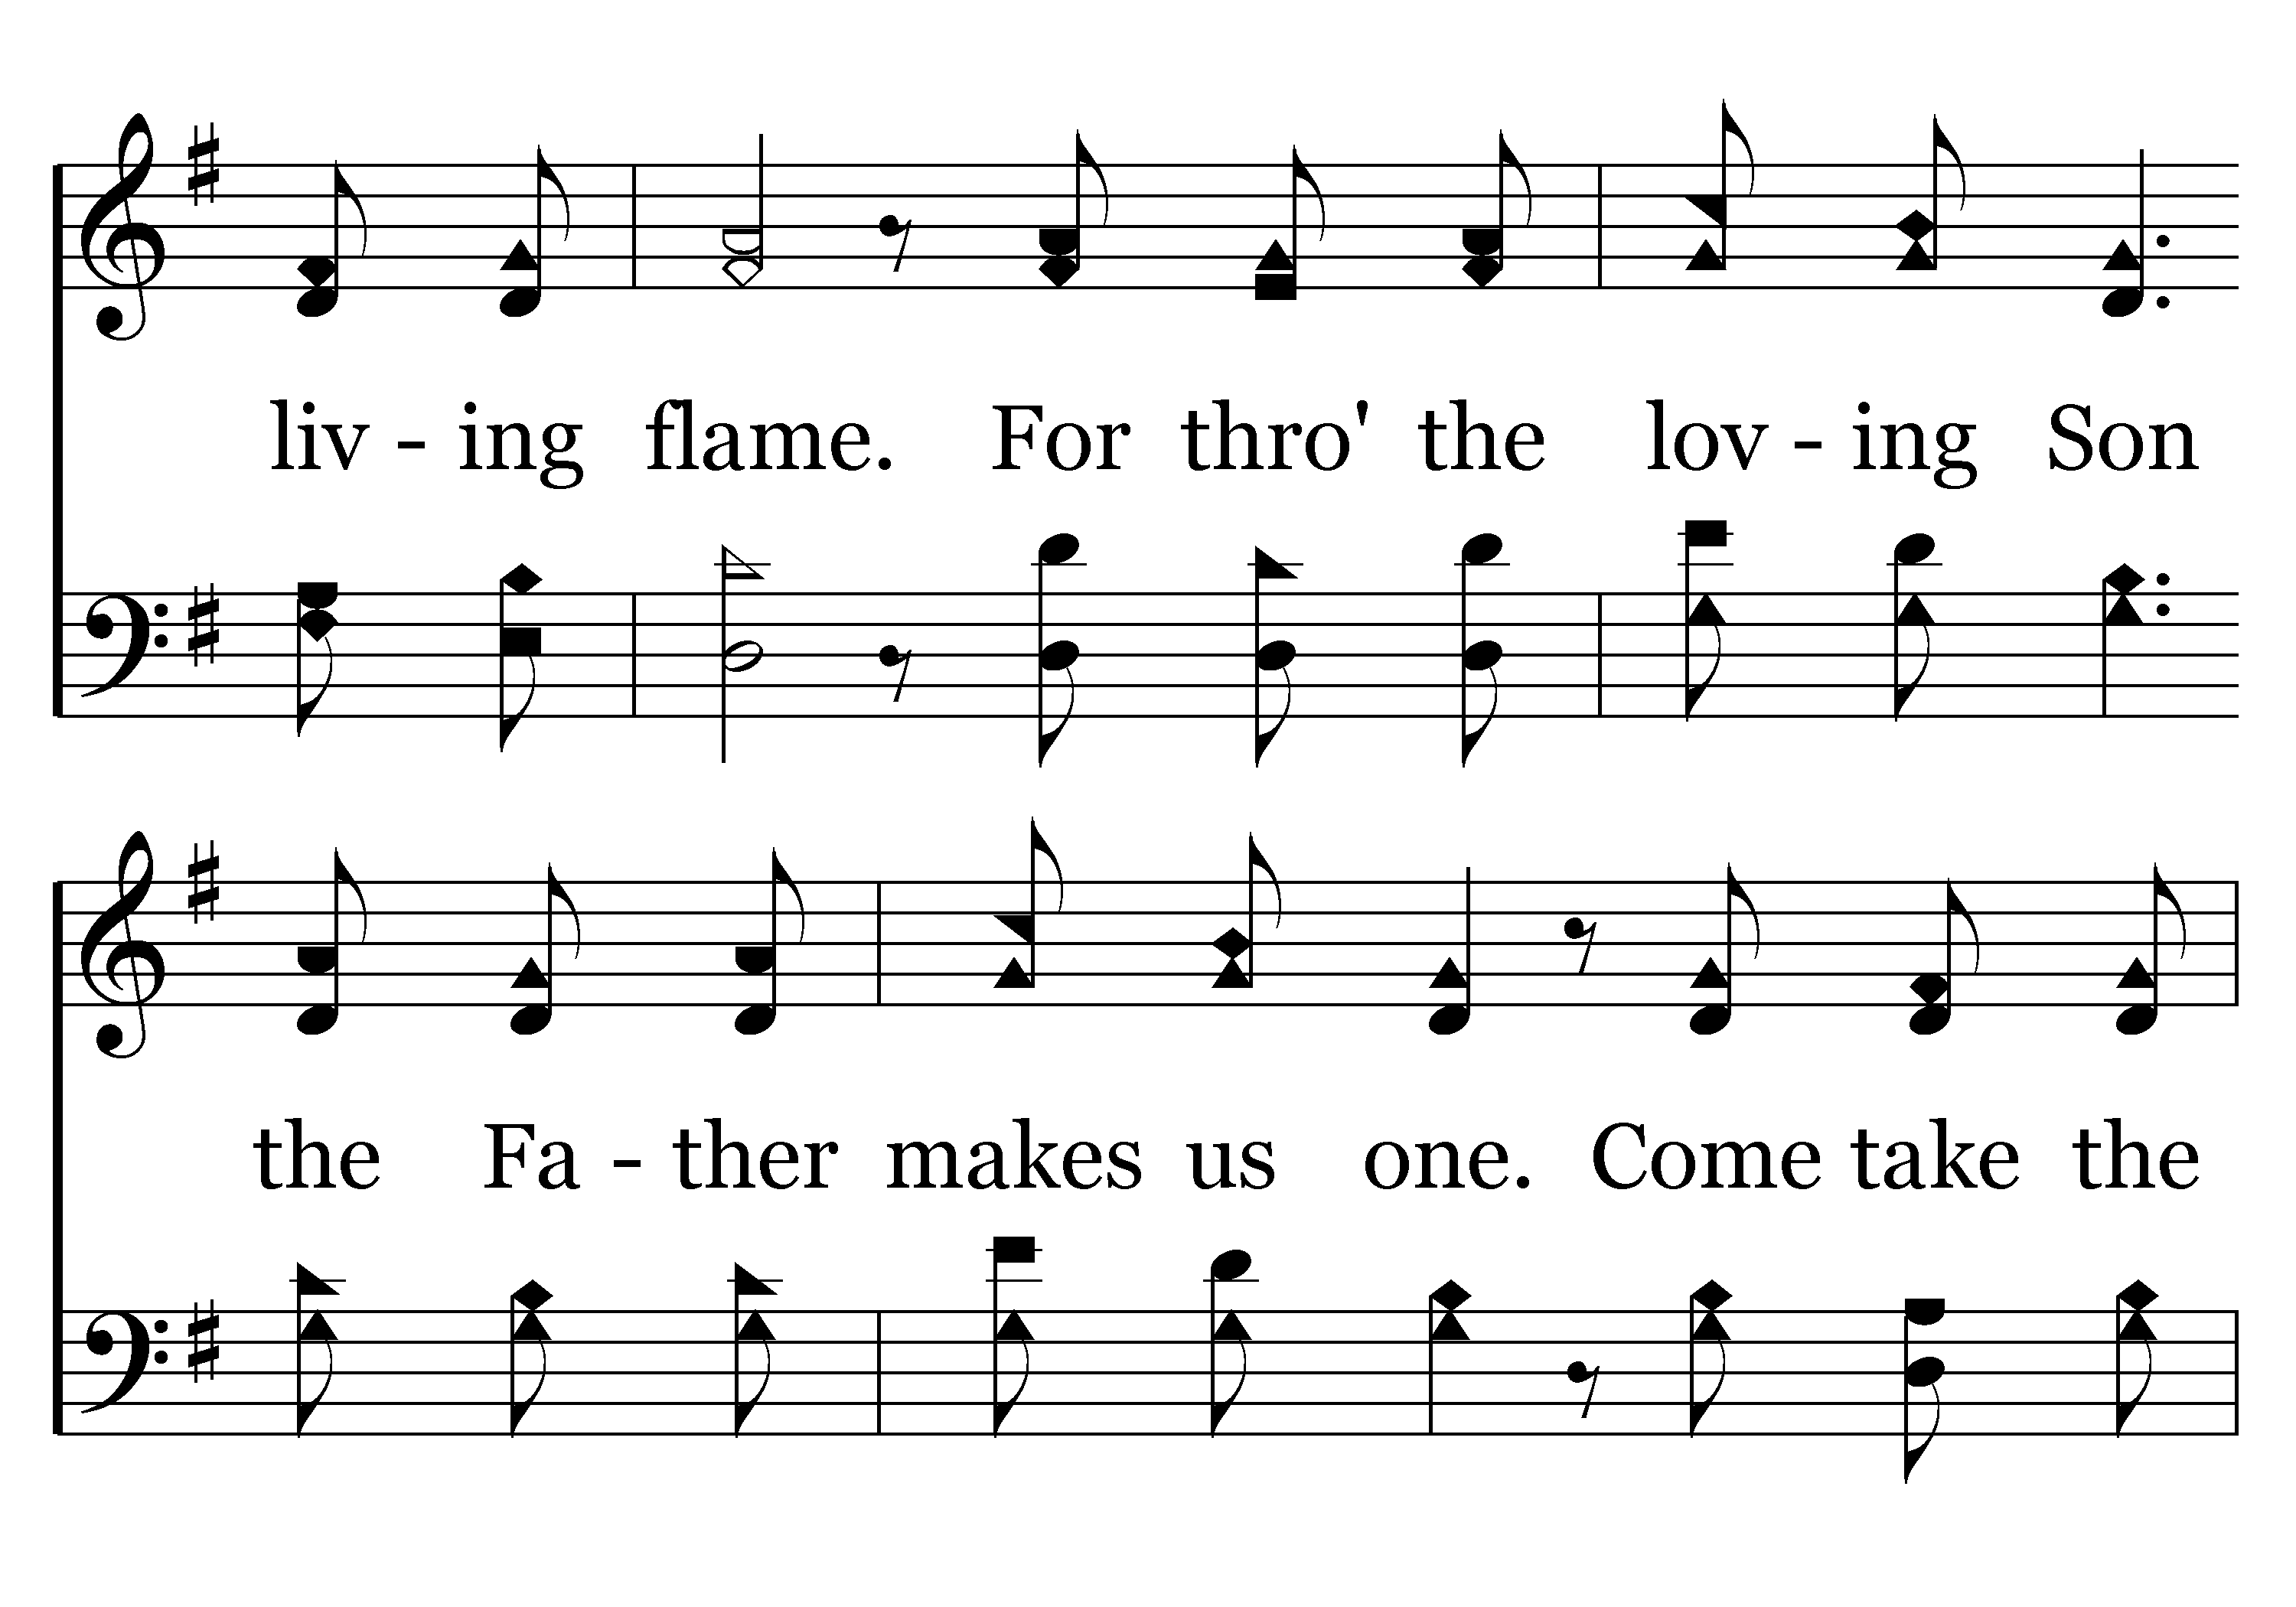 liv - ing flame. For thro' the lov - ing Son
the Fa - ther makes us one. Come take the